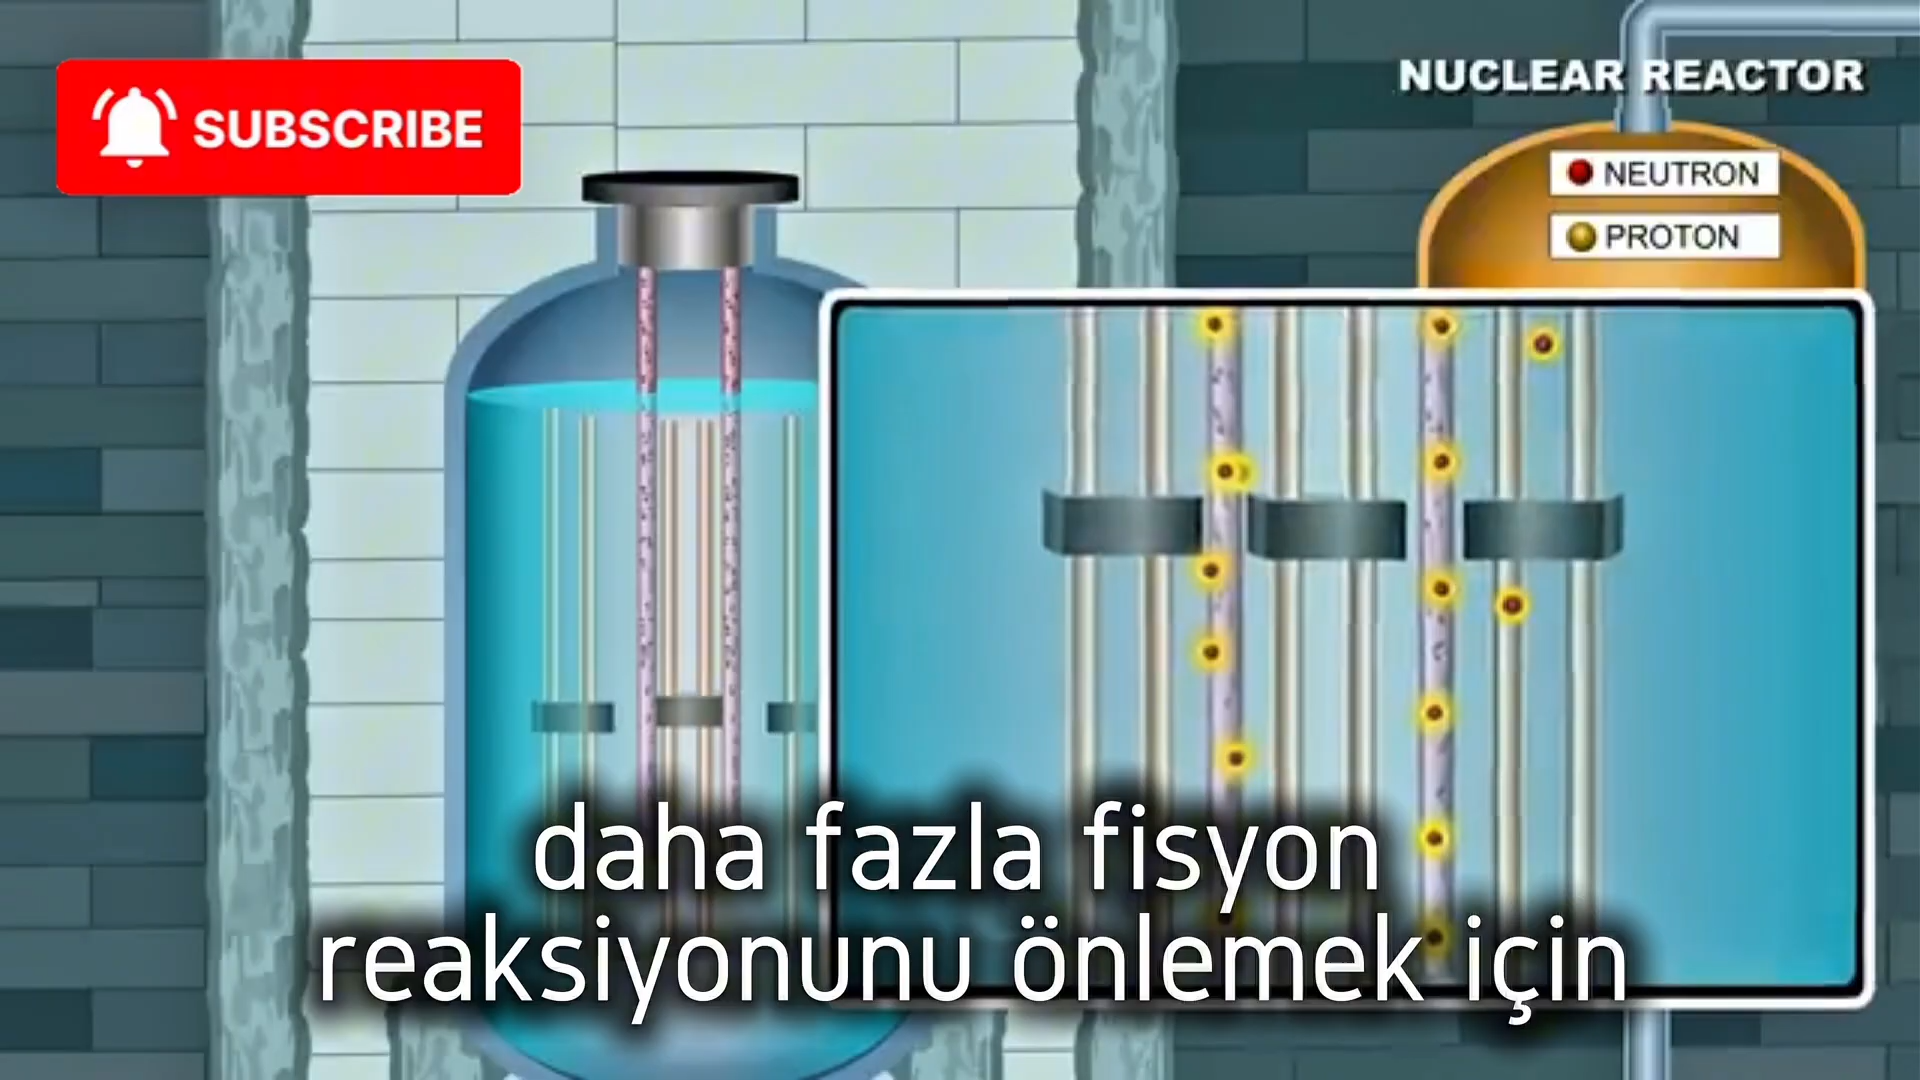 NUCLEAR REACTOR
SUBSCRIBE
NEUTRON
PROTON
daha fazla fisyon
reaksiyonunu önlemek için